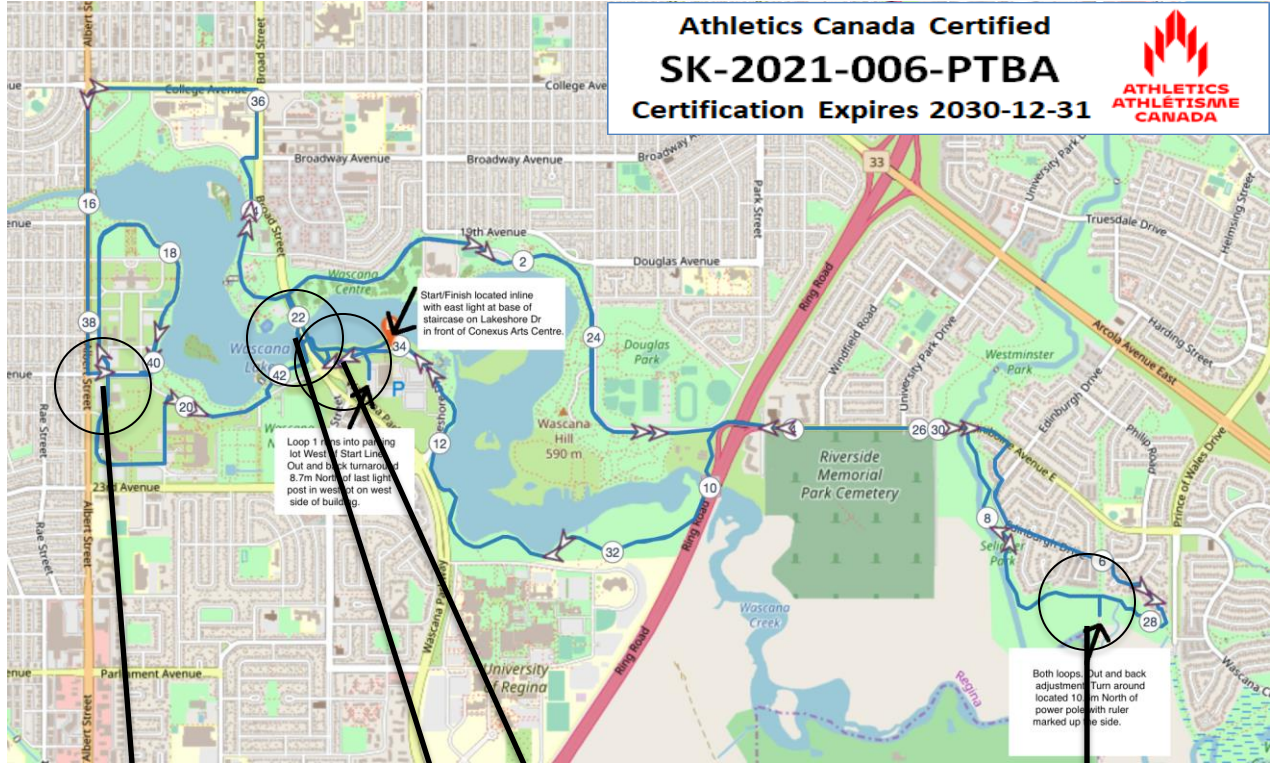 Athletics Canada Certified
SK-2021-006-PTBA
Certification Expires 2030-12-31
ATHLETICS
ATHLÉTISME
CANADA
Albert St
Broad Street
College Avenue
College Ave
36
Broadway Avenue
Broadway Avenue
Broadway
33
University Park
Truesdale Drive
Helmsing Street
Park Street
16
Broad Street
19th Avenue
2
Douglas Avenue
18
Wascana
Centre
Start/Finish located inline
with east light at base of
staircase on Lakeshore Dr
in front of Conexus Arts Centre.
Ring Road
38
22
24
34
Wascana
40
42
P
Douglas
Park
Windfield Road
University Park Drive
Arcola Avenue East
Harding Street
Westminster
Park
Edinburgh Drive
Rae Street
20
12
Wascana
Hill
590 m
26
30
Philip Road
Prince of Wales Drive
Loop 1 runs into parking
lot West of Start Line
Out and back turnaround
8.7m North of last light
post in west lot on west
side of building.
Riverside
Memorial
Park Cemetery
23rd Avenue
10
Ring Road
8
Edinburgh Drive
6
Rae Street
Albert Street
32
Wascana Parkway
Wascana
Creek
28
University
of Regina
Ring Road
Parliament Avenue
Albert Street
Regina
Both loops. Out and back
adjustment. Turn around
located North of
power pole with ruler
marked up the side.